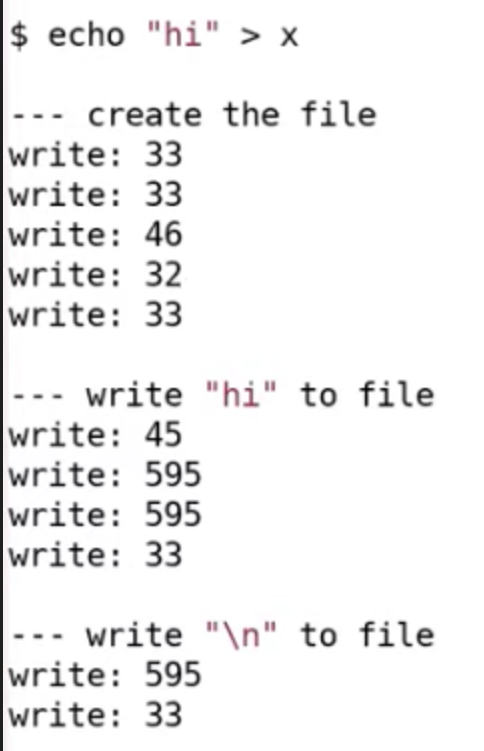 $ echo "hi" > x
--- create the file
write: 33
write: 33
write: 46
write: 32
write: 33
--- write "hi" to file
write: 45
write: 595
write: 595
write: 33
--- write "\n" to file
write: 595
write: 33